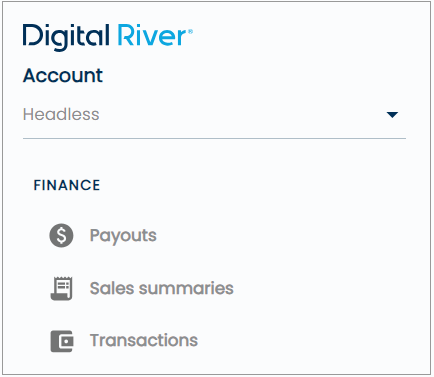 Digital River®
Account
Headless
FINANCE
Payouts
Sales summaries
Transactions